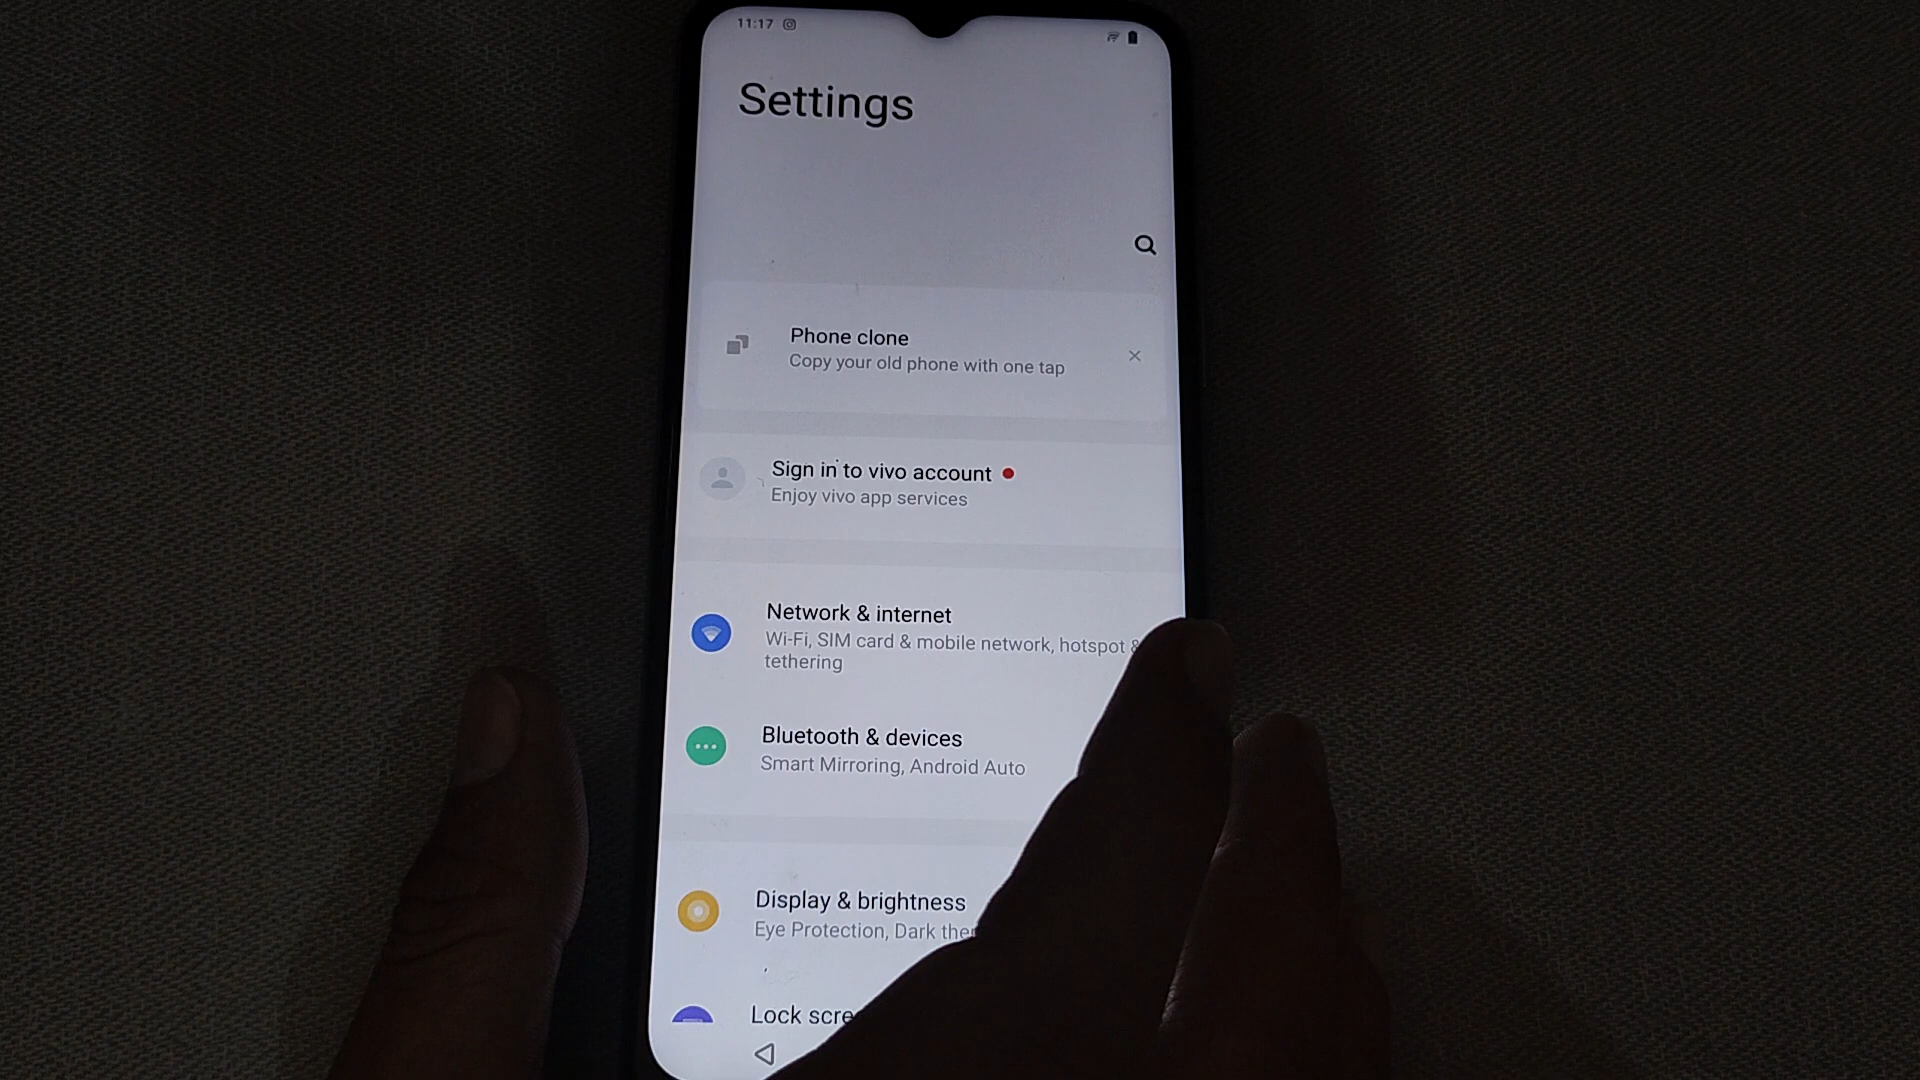 11:17
Settings
Phone clone
Copy your old phone with one tap
Sign in to vivo account
Enjoy vivo app services
Network & internet
Wi-Fi, SIM card & mobile network, hotspot &
tethering
Bluetooth & devices
Smart Mirroring, Android Auto
Display & brightness
Eye Protection, Dark the
Lock scre